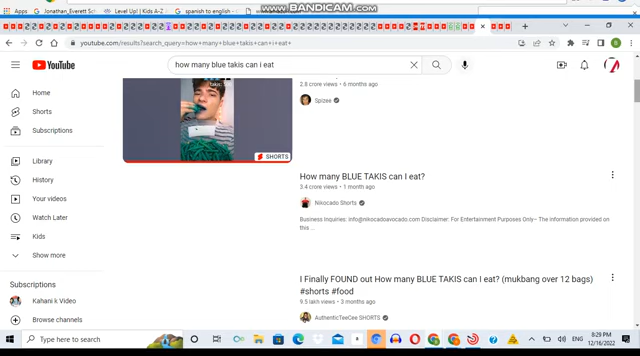 WWW.BANDICAM.COM
Apps
Jonathan_Everett Sc...
Level Up! | Kids A-Z
spanish to english -...
youtube.com/results?search_query=how+many+blue+takis+can+i+eat+
YouTube
how many blue takis can i eat
Home
Shorts
Subscriptions
Library
History
Your videos
Watch Later
Kids
Show more
Subscriptions
Kahani k Video
Browse channels
takis.
SHORTS
2.8 crore views • 6 months ago
Spizee
How many BLUE TAKIS can I eat?
3.4 crore views • 1 month ago
Nikocado Shorts
Business Inquiries: info@nikocadoavocado.com Disclaimer: For Entertainment Purposes Only– The information provided on
this ...
I Finally FOUND out How many BLUE TAKIS can I eat? (mukbang over 12 bags)
#shorts #food
9.5 lakh views • 3 months ago
AuthenticTeeCee SHORTS
Type here to search
8:29 PM
12/16/2022